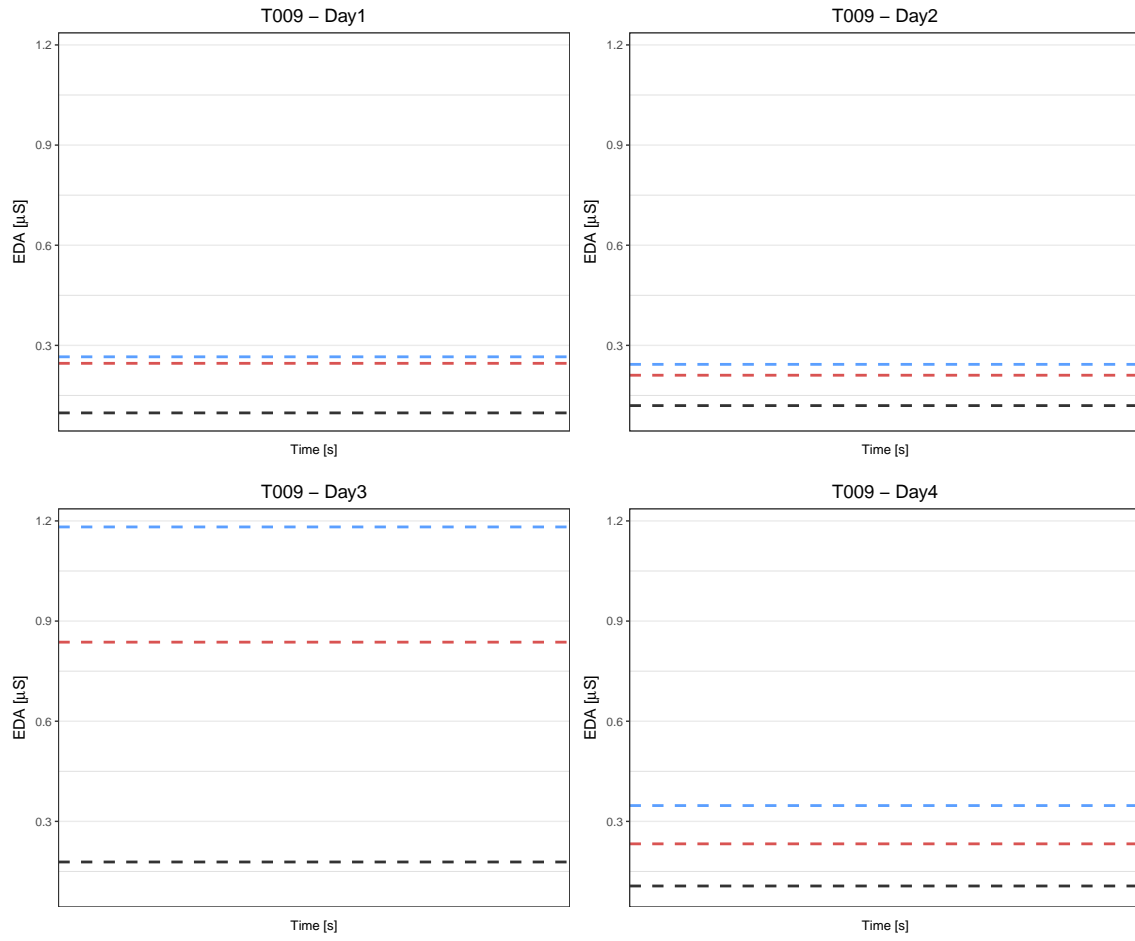 T009 – Day1
1.2
0.9
0.6
0.3
EDA [μS]
Time [s]
T009 – Day2
1.2
0.9
0.6
0.3
EDA [μS]
Time [s]
T009 – Day3
1.2
0.9
0.6
0.3
EDA [μS]
Time [s]
T009 – Day4
1.2
0.9
0.6
0.3
EDA [μS]
Time [s]